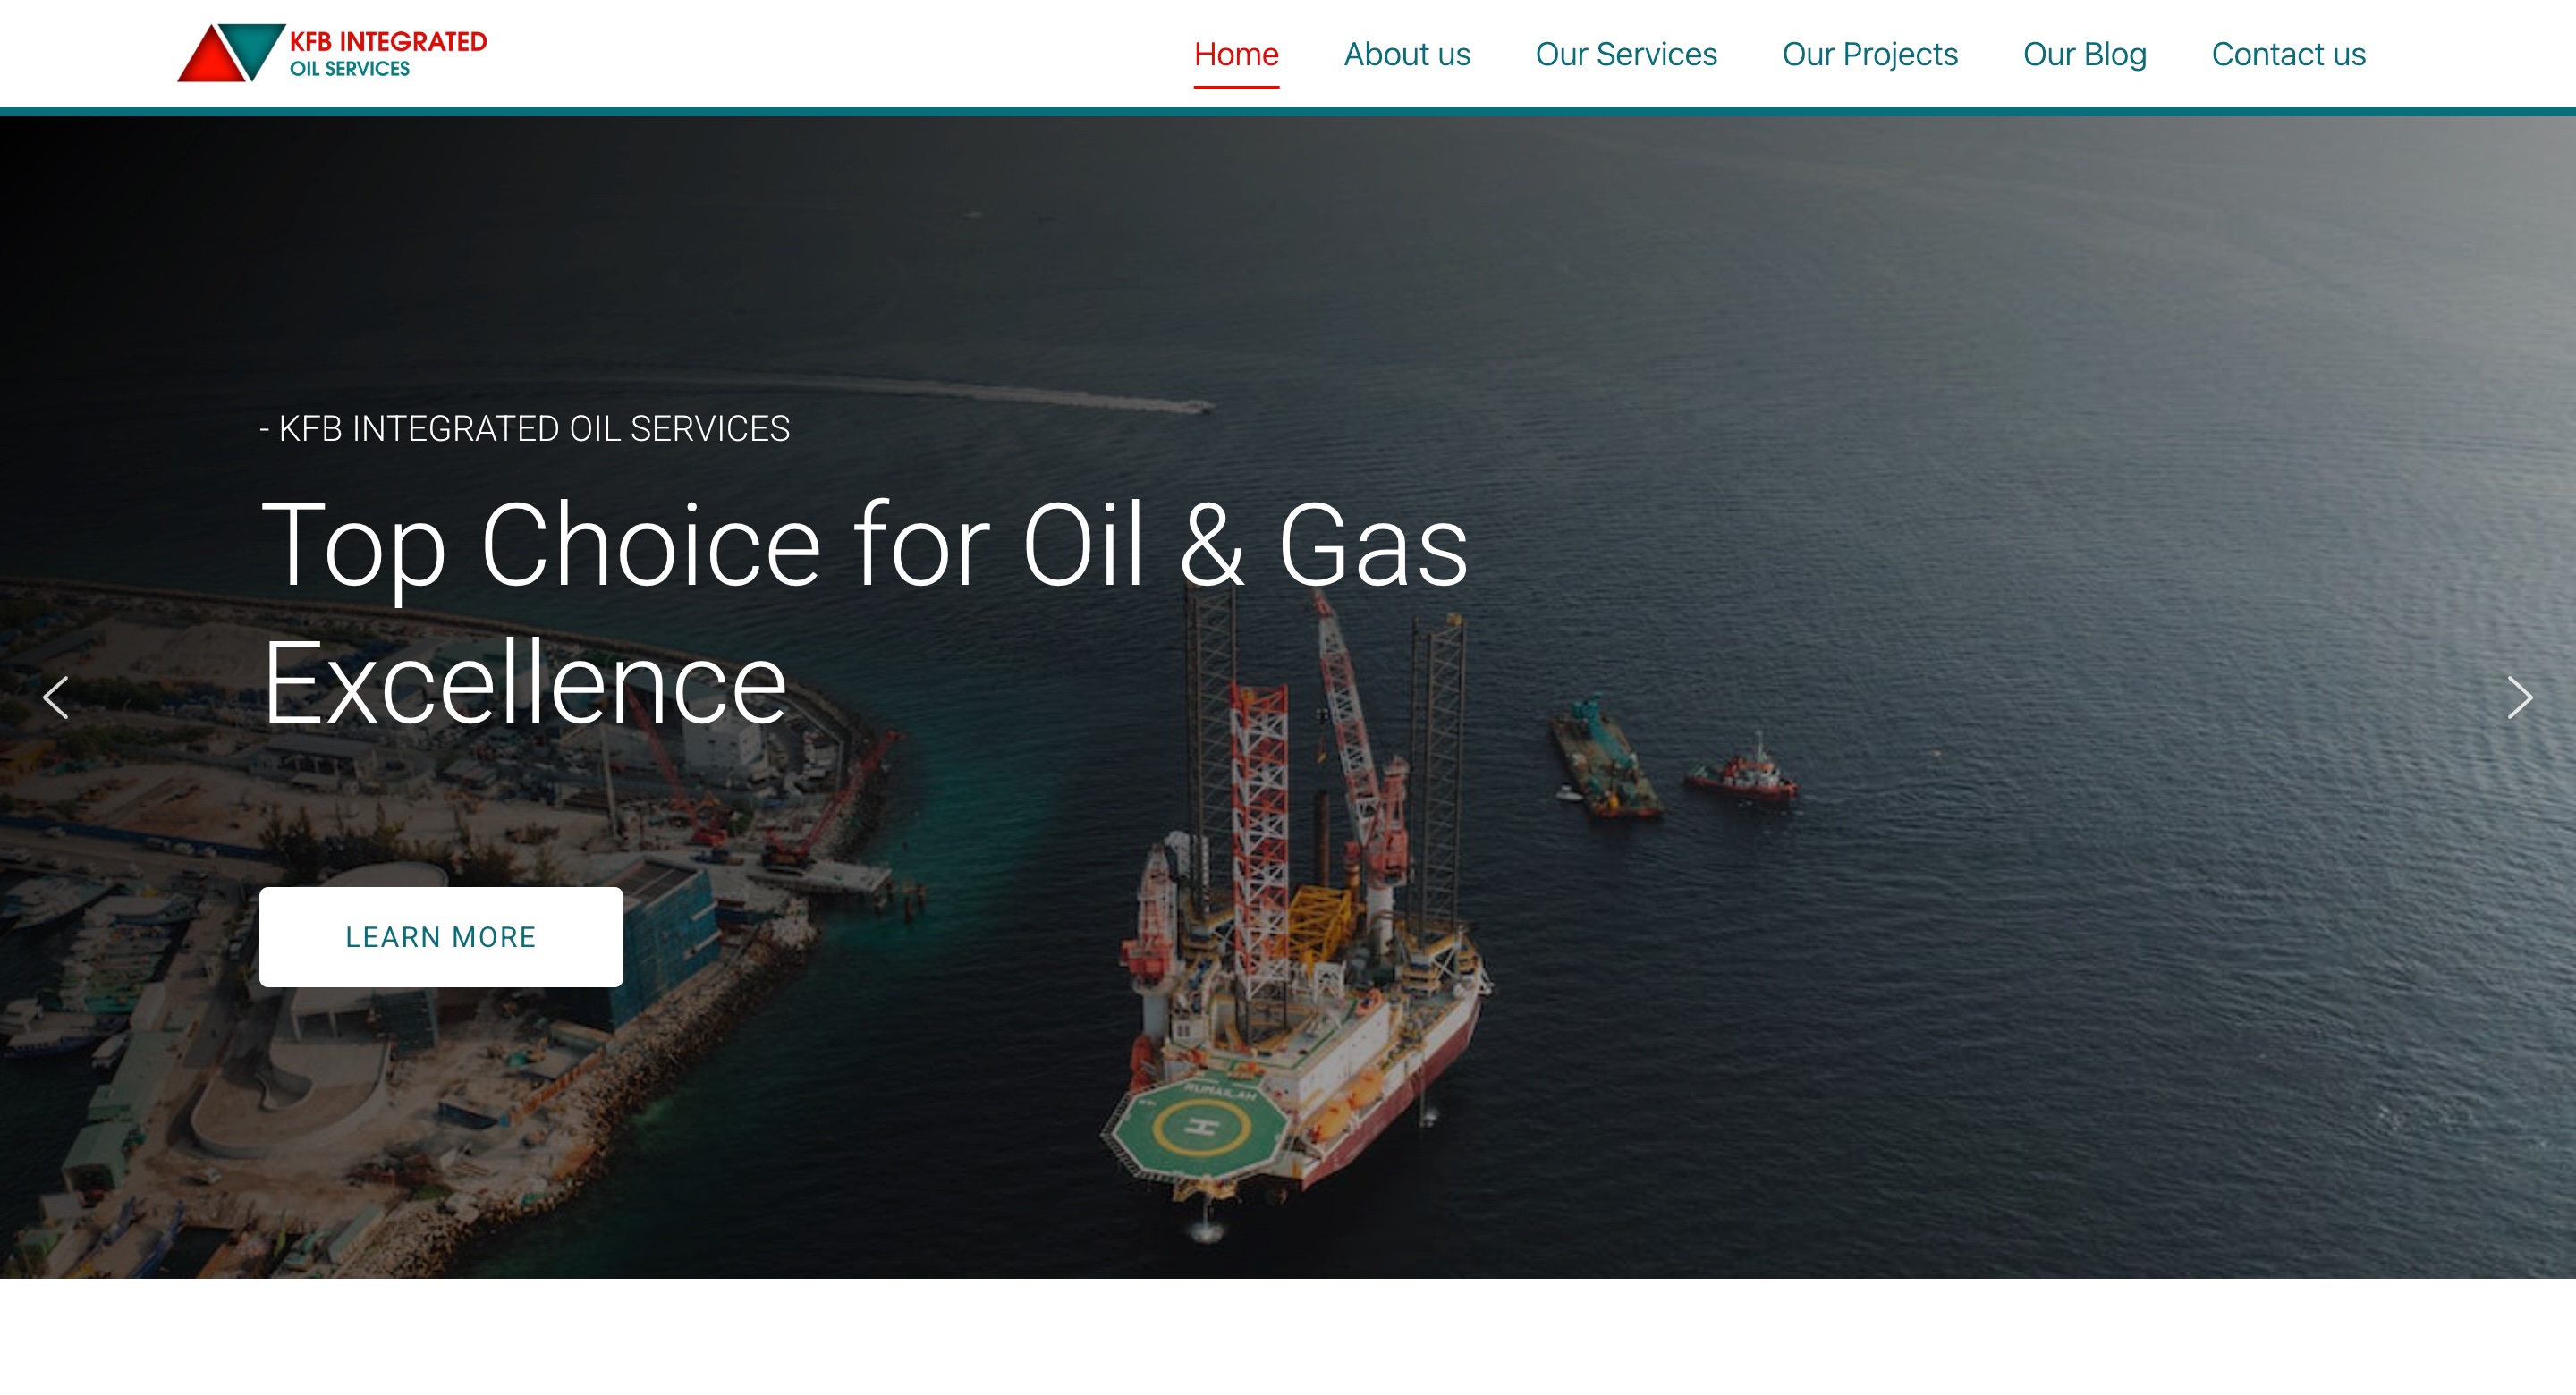 KFB INTEGRATED
OIL SERVICES
Home About us Our Services Our Projects Our Blog Contact us
- KFB INTEGRATED OIL SERVICES
Top Choice for Oil & Gas
Excellence
LEARN MORE
RUMAILAH
H